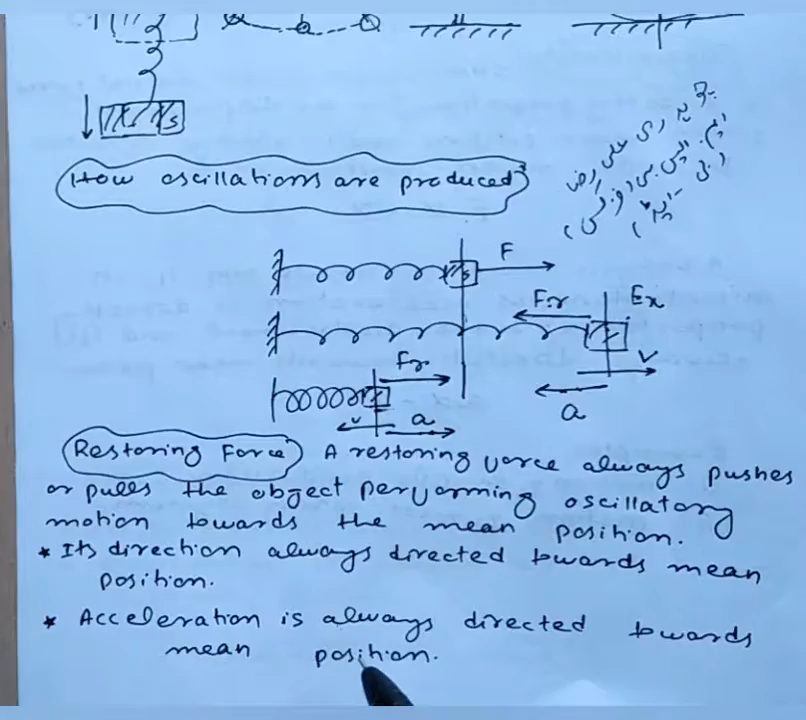 S
How oscillations are produced?
F
S
Fr
Ex
V
Fr
a
v
a
Restoring Force A restoring force always pushes
or pulls the object performing oscillatory
motion towards the mean position.
* Its direction always directed towards mean
position.
* Acceleration is always directed towards
mean position.